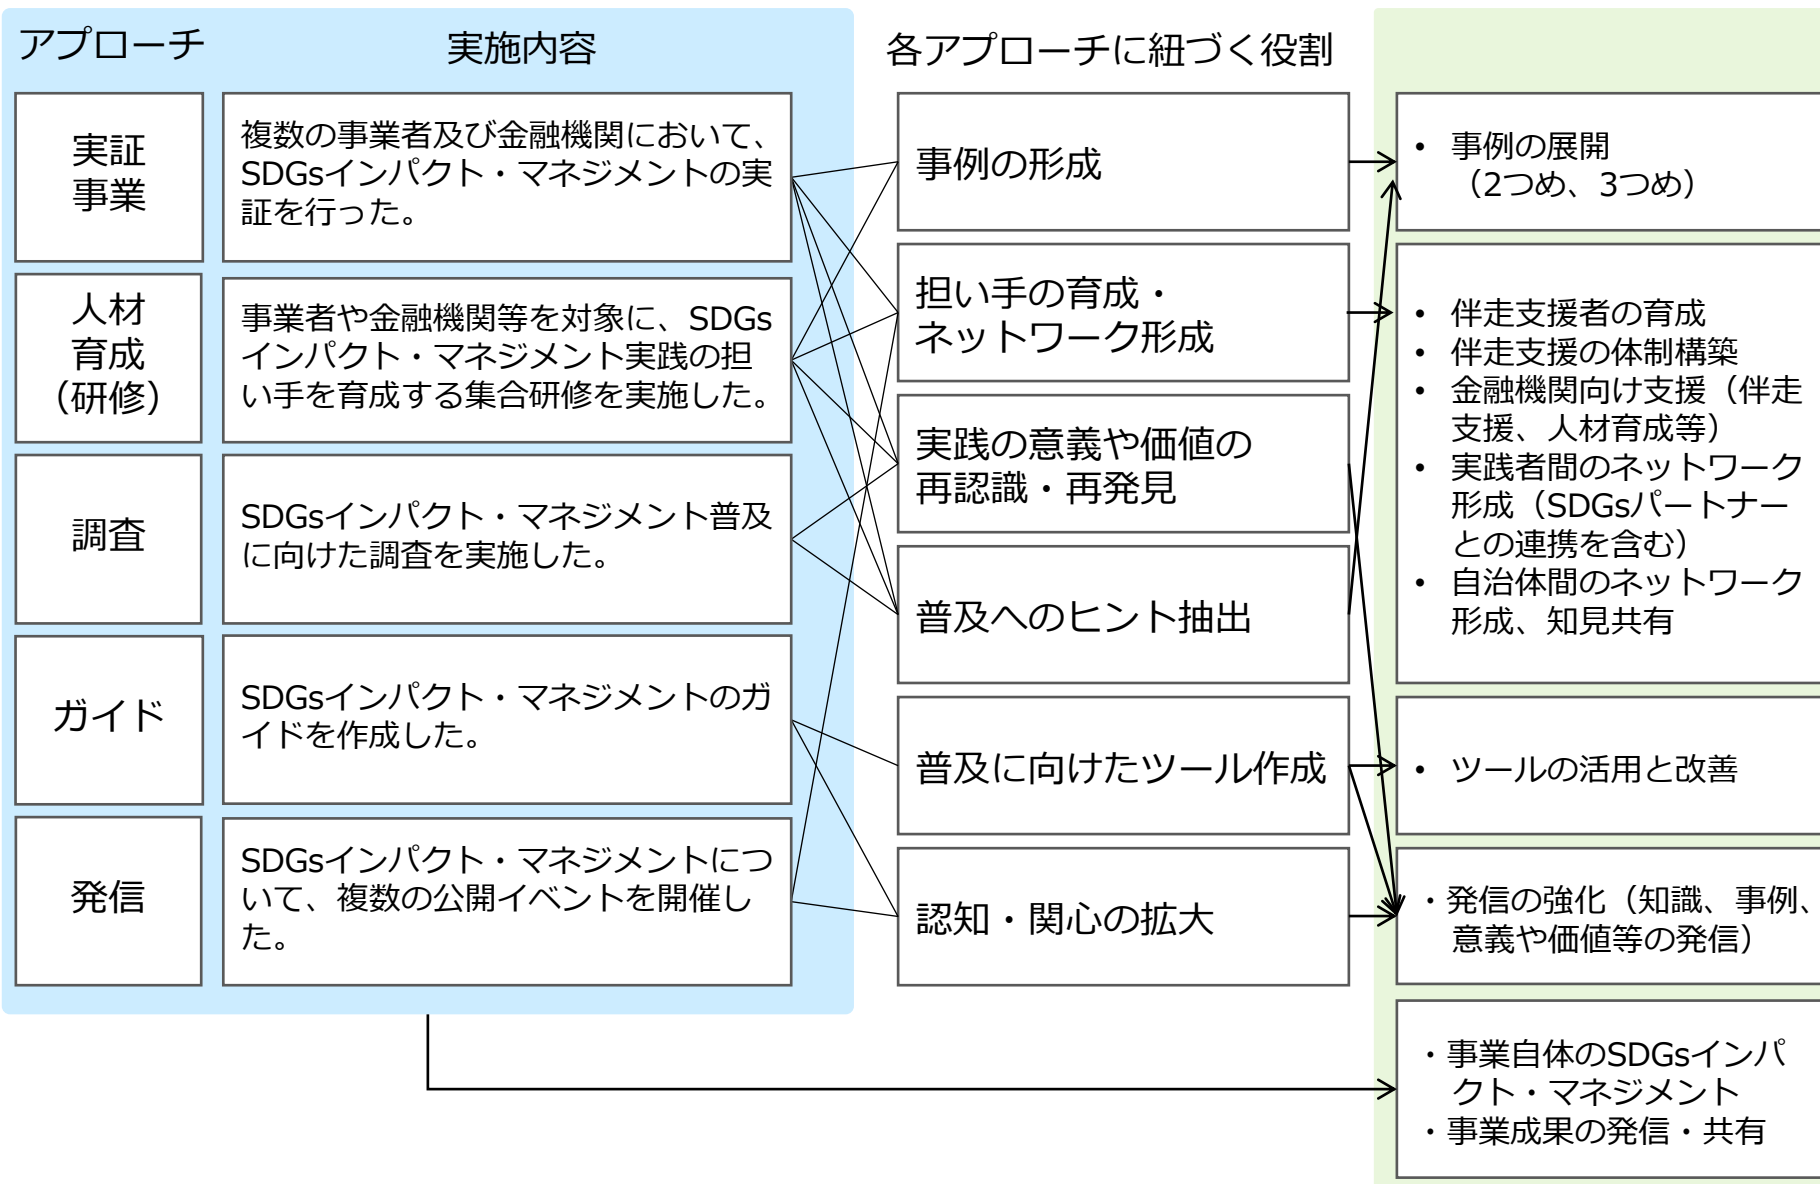 アプローチ
実施内容
各アプローチに紐づく役割
実証
事業
複数の事業者及び金融機関において、
SDGsインパクト・マネジメントの実
証を行った。
人材
育成
（研修）
事業者や金融機関等を対象に、SDGs
インパクト・マネジメント実践の担
い手を育成する集合研修を実施した。
調査
SDGsインパクト・マネジメント普及
に向けた調査を実施した。
ガイド
SDGsインパクト・マネジメントのガ
イドを作成した。
発信
SDGsインパクト・マネジメントにつ
いて、複数の公開イベントを開催し
た。
事例の形成
担い手の育成・
ネットワーク形成
実践の意義や価値の
再認識・再発見
普及へのヒント抽出
普及に向けたツール作成
認知・関心の拡大
• 事例の展開
（2つめ、3つめ）
• 伴走支援者の育成
• 伴走支援の体制構築
• 金融機関向け支援（伴走
支援、人材育成等）
• 実践者間のネットワーク
形成（SDGsパートナー
との連携を含む）
• 自治体間のネットワーク
形成、知見共有
• ツールの活用と改善
・発信の強化（知識、事例、
意義や価値等の発信）
・事業自体のSDGsインパ
クト・マネジメント
・事業成果の発信・共有